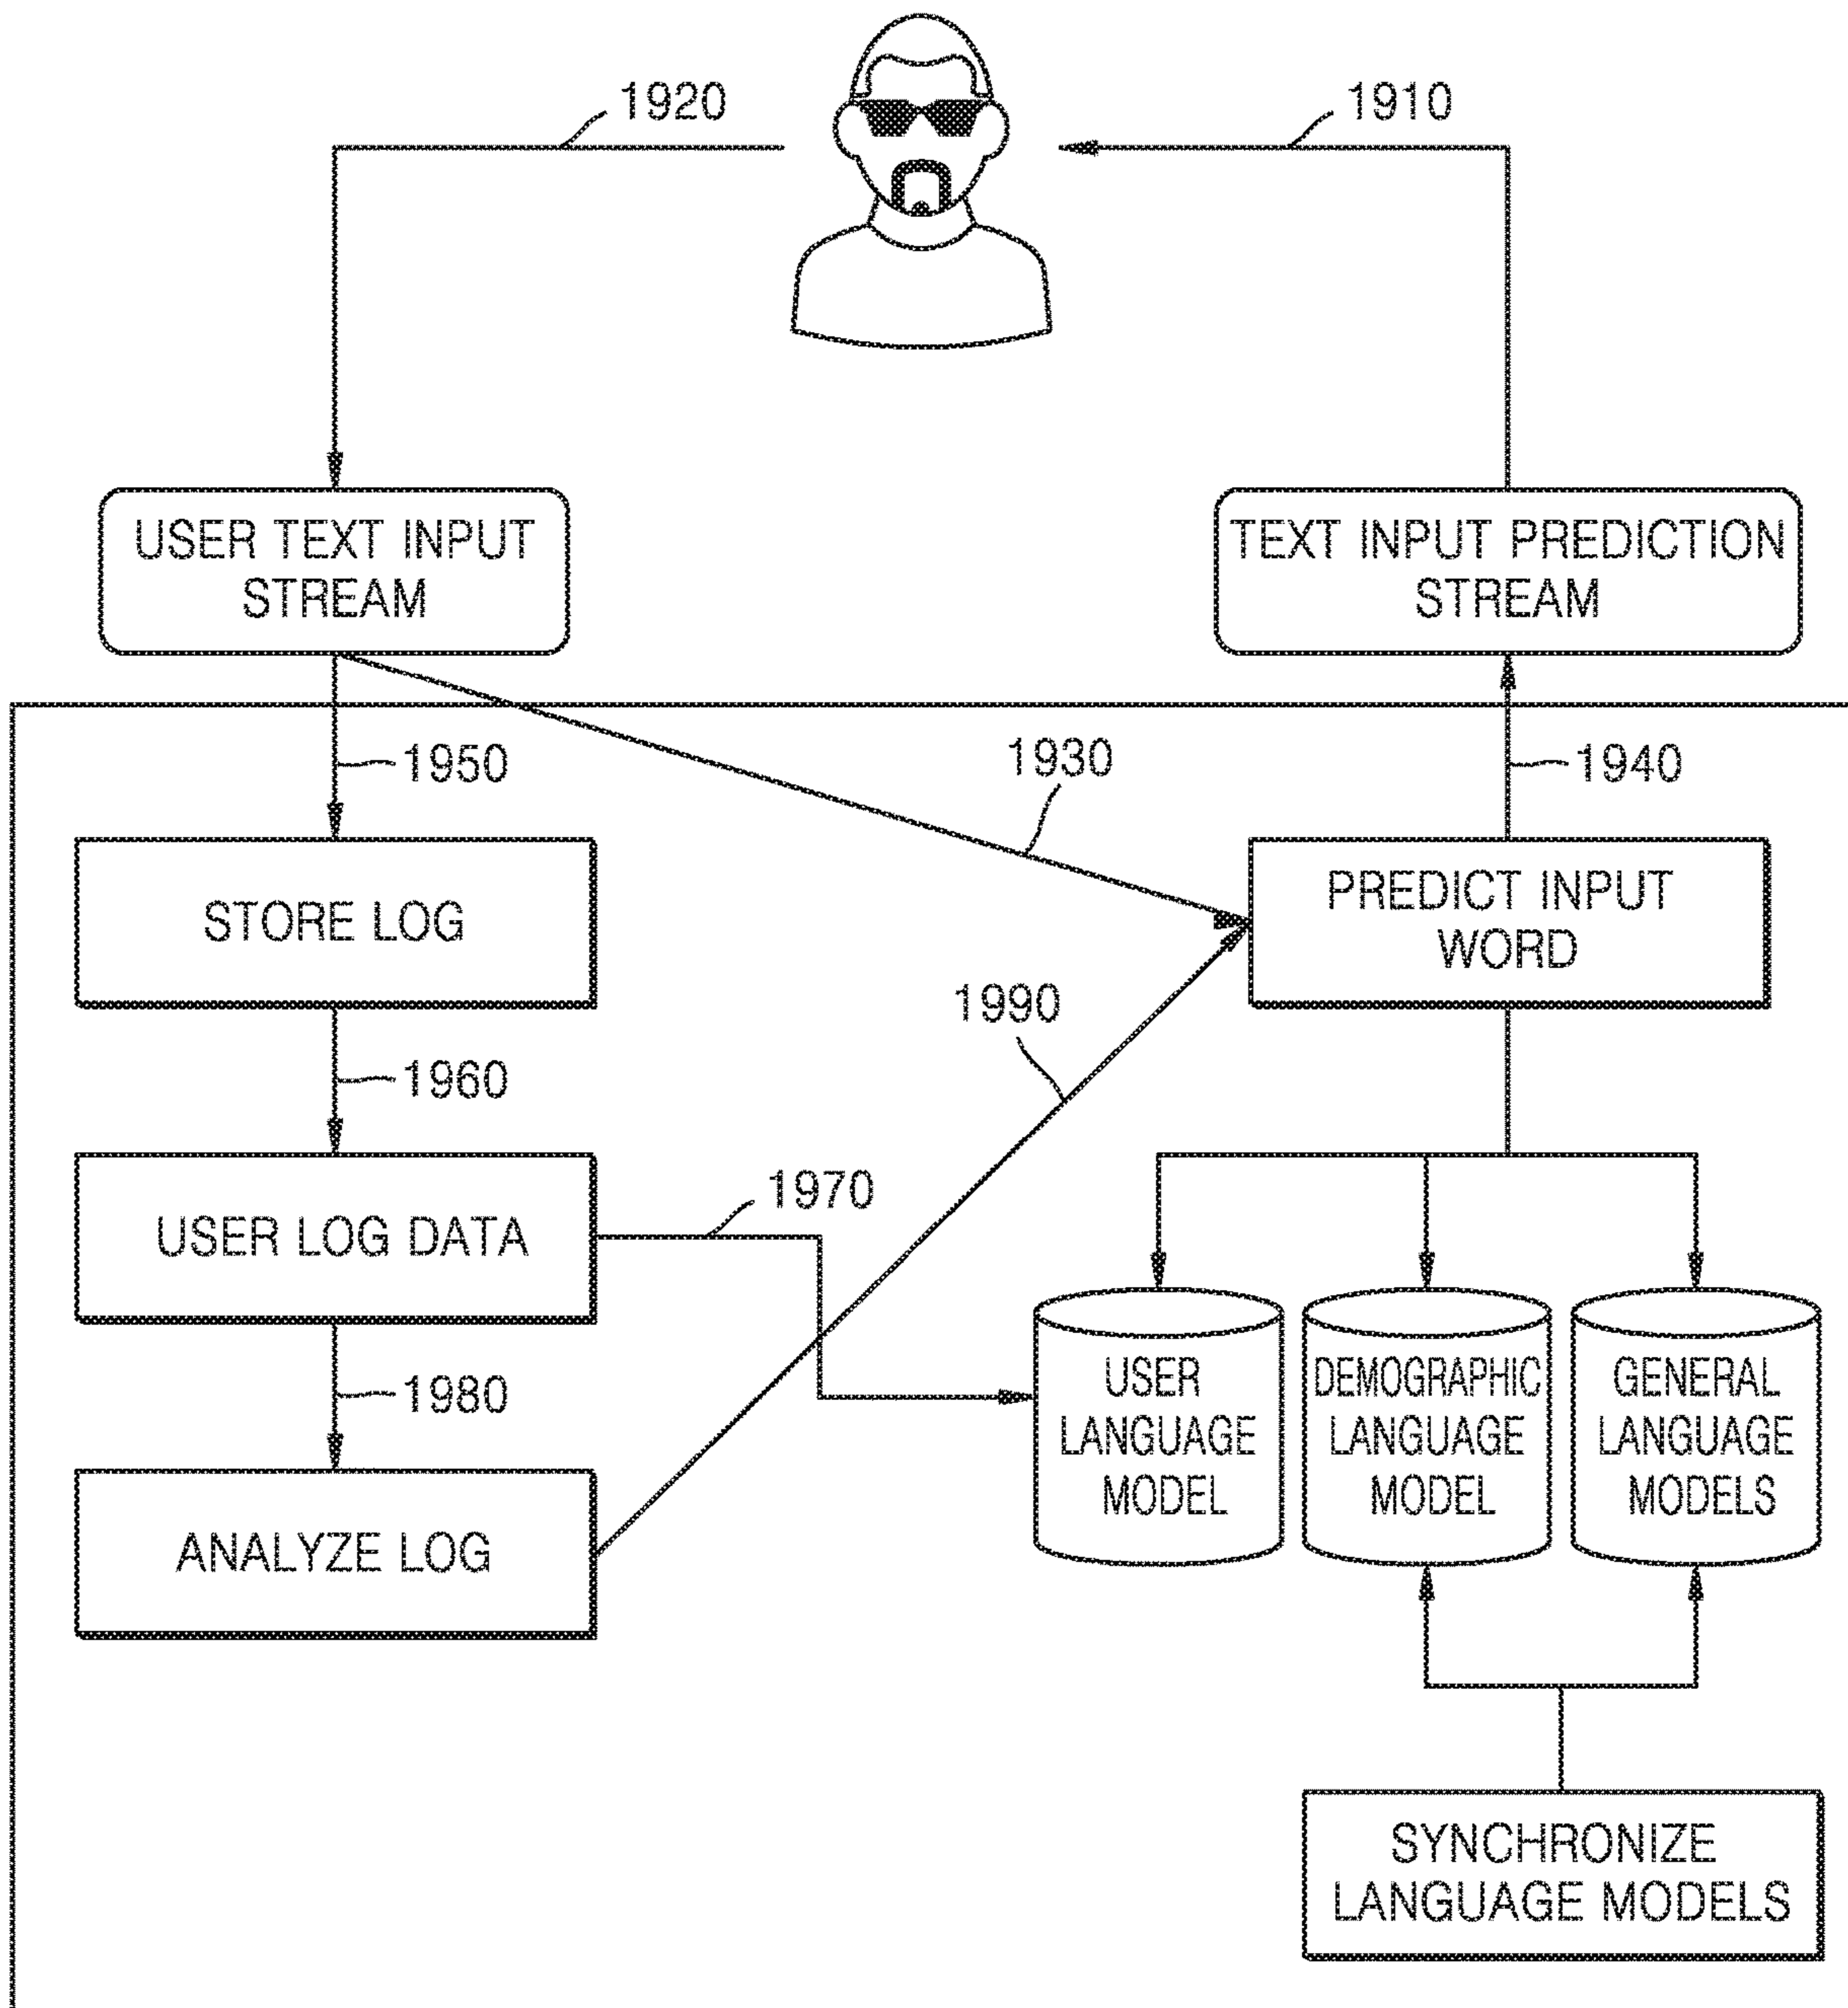 1920
1910
USER TEXT INPUT
STREAM
TEXT INPUT PREDICTION
STREAM
1950
1930
1940
STORE LOG
PREDICT INPUT
WORD
1990
1960
1970
USER LOG DATA
1980
USER
LANGUAGE
MODEL
DEMOGRAPHIC
LANGUAGE
MODEL
GENERAL
LANGUAGE
MODELS
ANALYZE LOG
SYNCHRONIZE
LANGUAGE MODELS